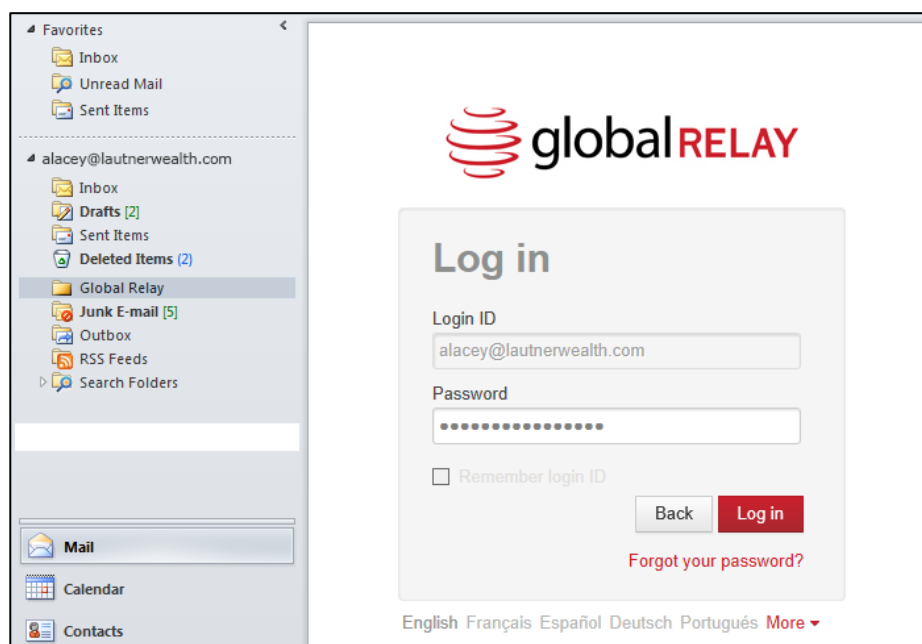 Favorites
Inbox
Unread Mail
Sent Items
alacey@lautnerwealth.com
Inbox
Drafts [2]
Sent Items
Deleted Items (2)
Global Relay
Junk E-mail [5]
Outbox
RSS Feeds
Search Folders
Mail
Calendar
Contacts
globalRELAY
Log in
Login ID
alacey@lautnerwealth.com
Password
••••••••••••••••
Remember login ID
Back Log in
Forgot your password?
English Français Español Deutsch Português More